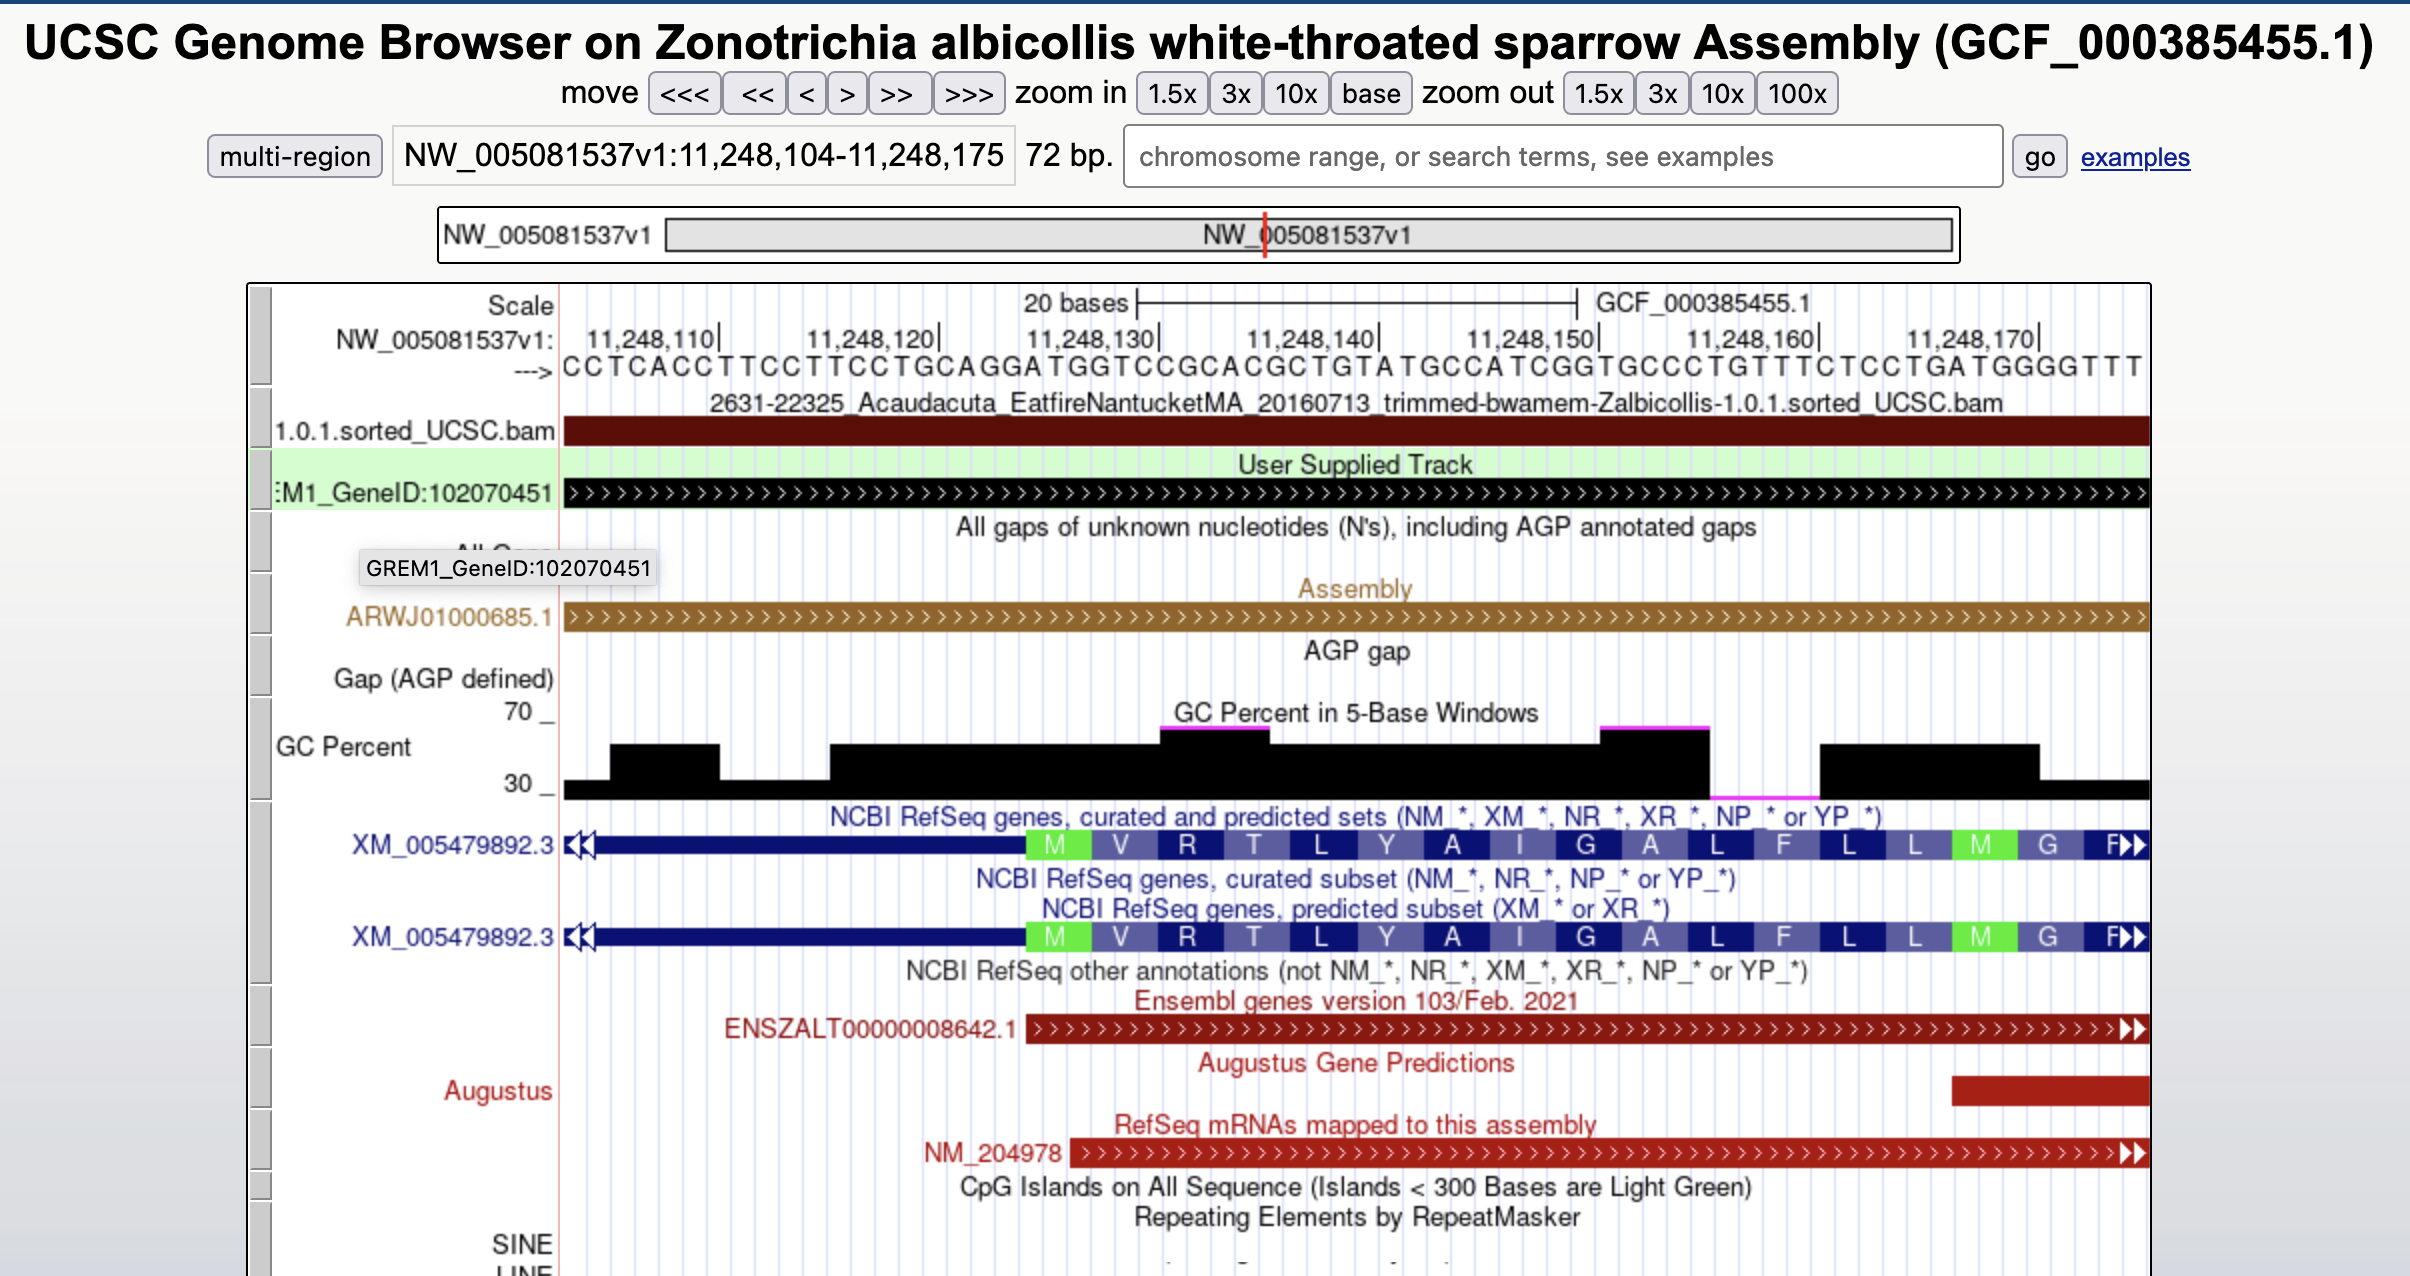 UCSC Genome Browser on Zonotrichia albicollis white-throated sparrow Assembly (GCF_000385455.1)
move <<< << < > >> >>> zoom in 1.5x 3x 10x base zoom out 1.5x 3x 10x 100x
multi-region NW_005081537v1:11,248,104-11,248,175 72 bp. chromosome range, or search terms, see examples go examples
NW_005081537v1 NW_005081537v1
Scale 20 bases GCF_000385455.1
NW_005081537v1: 11,248,110 11,248,120 11,248,130 11,248,140 11,248,150 11,248,160 11,248,170
---> CCTCACCTTCCTTCCTGCAGGATGGTCCGCACGCTGTATGCCATCGGTGCCCTGTTTCTCCTGATGGGGTTT
2631-22325_Acaudacuta_EatfireNantucketMA_20160713_trimmed-bwamem-Zalbicollis-1.0.1.sorted_UCSC.bam
1.0.1.sorted_UCSC.bam
User Supplied Track
EM1_GeneID:102070451
All gaps of unknown nucleotides (N's), including AGP annotated gaps
GREM1_GeneID:102070451
Assembly
ARWJ01000685.1
AGP gap
Gap (AGP defined)
70 _
GC Percent in 5-Base Windows
GC Percent
30 _
NCBI RefSeq genes, curated and predicted sets (NM_*, XM_*, NR_*, XR_*, NP_* or YP_*)
XM_005479892.3 M V R T L Y A I G A L F L L M G F
NCBI RefSeq genes, curated subset (NM_*, NR_*, NP_* or YP_*)
NCBI RefSeq genes, predicted subset (XM_* or XR_*)
XM_005479892.3 M V R T L Y A I G A L F L L M G F
NCBI RefSeq other annotations (not NM_*, NR_*, XM_*, XR_*, NP_* or YP_*)
Ensembl genes version 103/Feb. 2021
ENSZALT00000008642.1
Augustus Gene Predictions
Augustus
RefSeq mRNAs mapped to this assembly
NM_204978
CpG Islands on All Sequence (Islands < 300 Bases are Light Green)
Repeating Elements by RepeatMasker
SINE
LINE